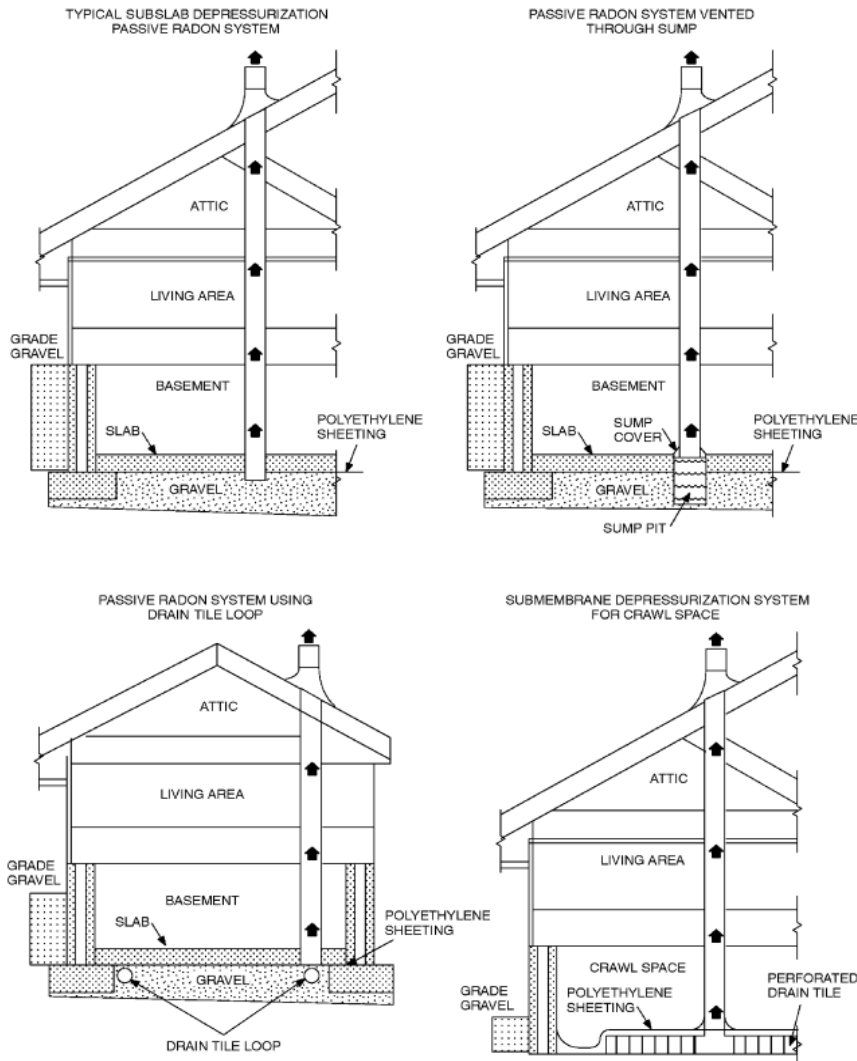 TYPICAL SUBSLAB DEPRESSURIZATION
PASSIVE RADON SYSTEM
ATTIC
LIVING AREA
GRADE
GRAVEL
BASEMENT
POLYETHYLENE
SHEETING
SLAB
GRAVEL
PASSIVE RADON SYSTEM VENTED
THROUGH SUMP
ATTIC
LIVING AREA
GRADE
GRAVEL
BASEMENT
SUMP
COVER
POLYETHYLENE
SHEETING
SLAB
GRAVEL
SUMP PIT
PASSIVE RADON SYSTEM USING
DRAIN TILE LOOP
ATTIC
LIVING AREA
GRADE
GRAVEL
BASEMENT
POLYETHYLENE
SHEETING
SLAB
GRAVEL
DRAIN TILE LOOP
SUBMEMBRANE DEPRESSURIZATION SYSTEM
FOR CRAWL SPACE
ATTIC
LIVING AREA
CRAWL SPACE
PERFORATED
DRAIN TILE
POLYETHYLENE
SHEETING
GRADE
GRAVEL